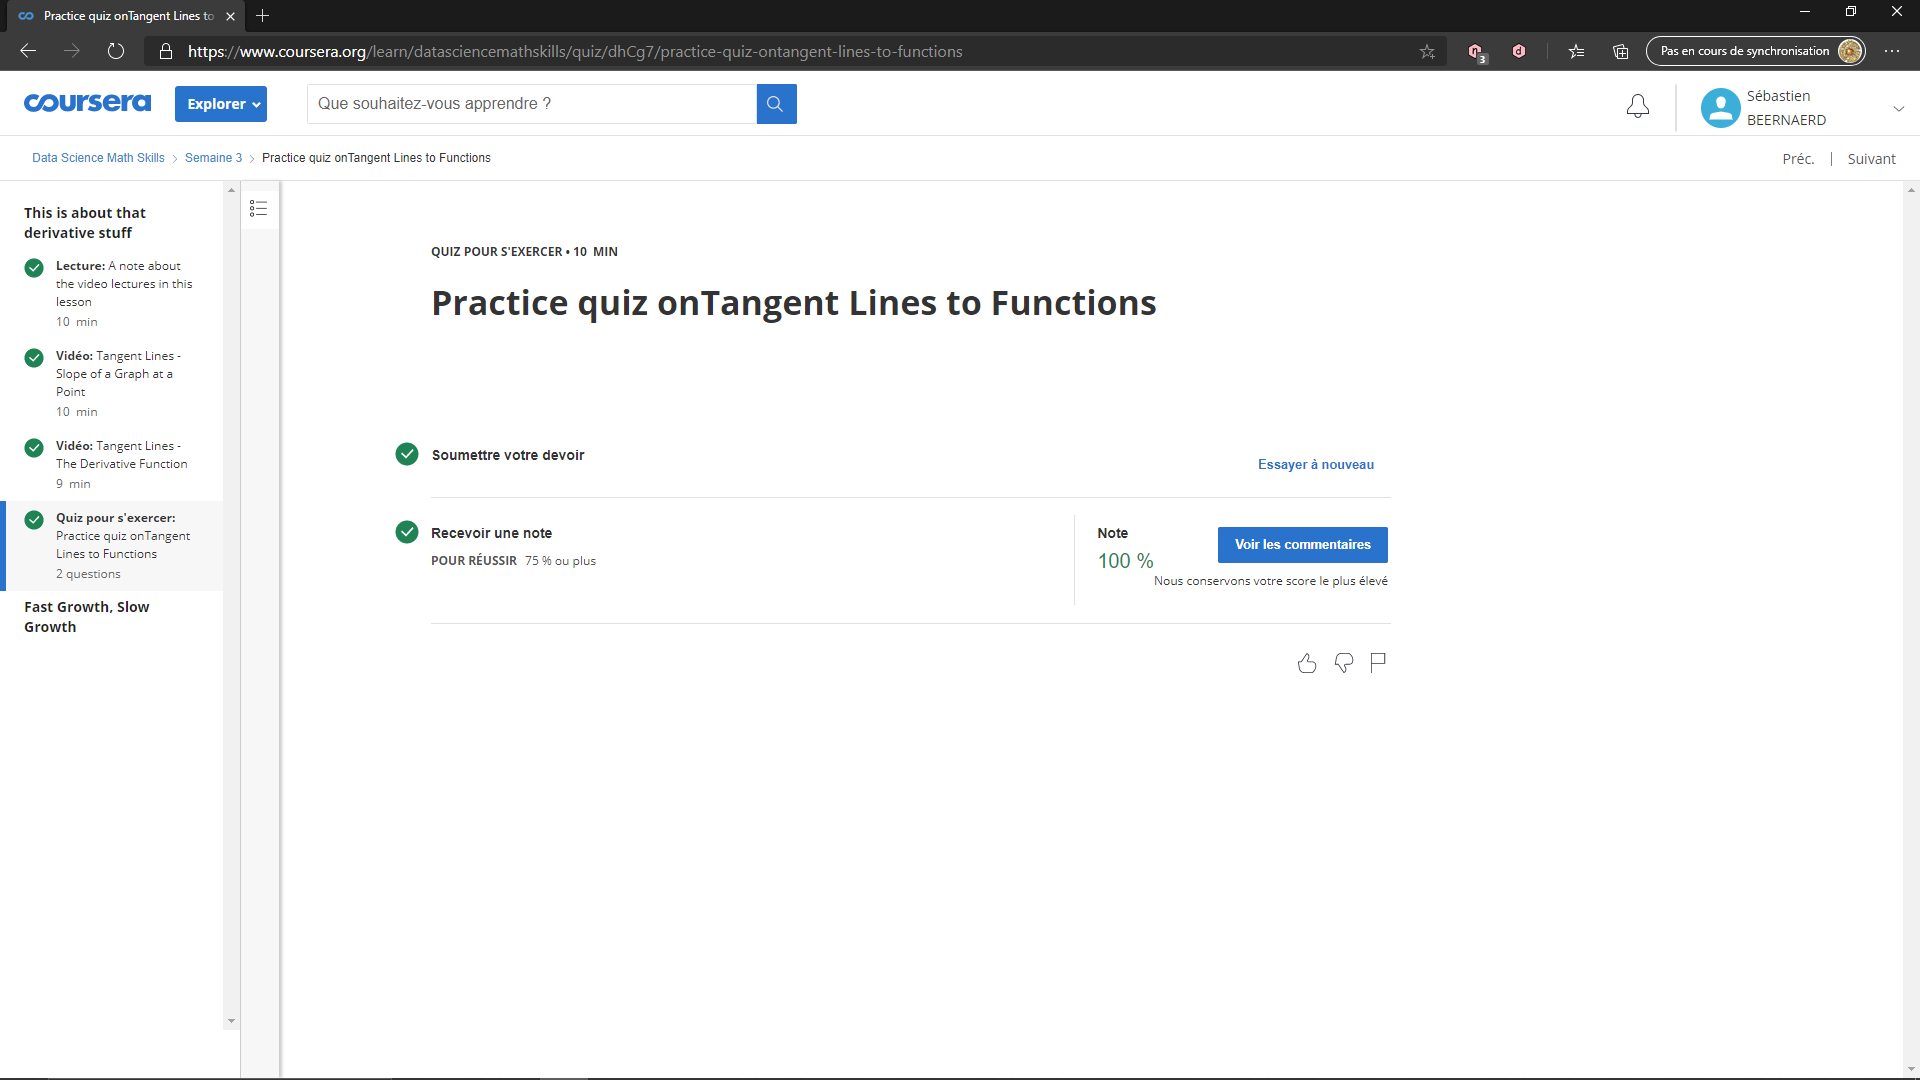 Practice quiz onTangent Lines to
https://www.coursera.org/learn/datasciencemathskills/quiz/dhCg7/practice-quiz-ontangent-lines-to-functions
3
Pas en cours de synchronisation
coursera
Explorer
Que souhaitez-vous apprendre ?
Sébastien
BEERNAERD
Data Science Math Skills
Semaine 3
Practice quiz onTangent Lines to Functions
Préc.
Suivant
This is about that
derivative stuff
Lecture: A note about
the video lectures in this
lesson
10 min
Vidéo: Tangent Lines -
Slope of a Graph at a
Point
10 min
Vidéo: Tangent Lines -
The Derivative Function
9 min
Quiz pour s'exercer:
Practice quiz onTangent
Lines to Functions
2 questions
Fast Growth, Slow
Growth
QUIZ POUR S'EXERCER • 10 MIN
Practice quiz onTangent Lines to Functions
Soumettre votre devoir
Essayer à nouveau
Recevoir une note
POUR RÉUSSIR 75 % ou plus
Note
100 %
Voir les commentaires
Nous conservons votre score le plus élevé